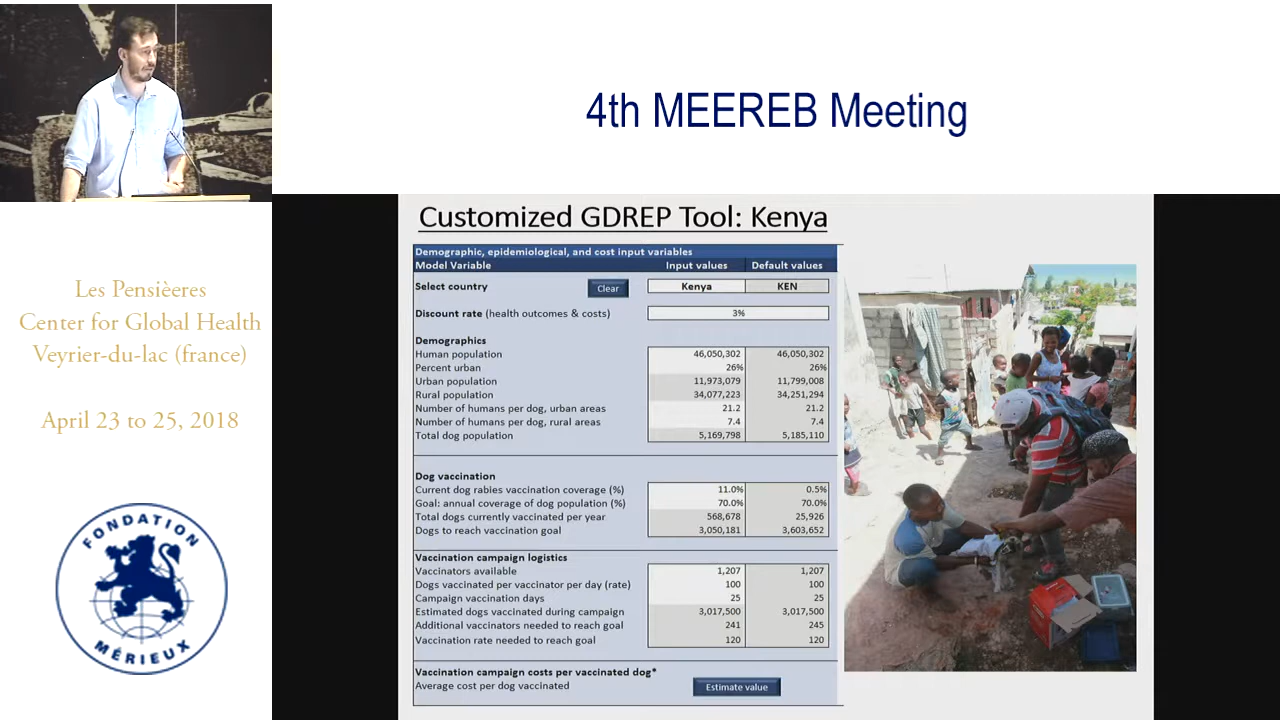 4th MEEREB Meeting
Les Pensièeres
Center for Global Health
Veyrier-du-lac (france)
April 23 to 25, 2018
FONDATION
MÉRIEUX
Customized GDREP Tool: Kenya
Demographic, epidemiological, and cost input variables
Model Variable Input values Default values
Select country Clear Kenya KEN
Discount rate (health outcomes & costs) 3%
Demographics
Human population 46,050,302 46,050,302
Percent urban 26% 26%
Urban population 11,973,079 11,799,008
Rural population 34,077,223 34,251,294
Number of humans per dog, urban areas 21.2 21.2
Number of humans per dog, rural areas 7.4 7.4
Total dog population 5,169,798 5,185,110
Dog vaccination
Current dog rabies vaccination coverage (%) 11.0% 0.5%
Goal: annual coverage of dog population (%) 70.0% 70.0%
Total dogs currently vaccinated per year 568,678 25,926
Dogs to reach vaccination goal 3,050,181 3,603,652
Vaccination campaign logistics
Vaccinators available 1,207 1,207
Dogs vaccinated per vaccinator per day (rate) 100 100
Campaign vaccination days 25 25
Estimated dogs vaccinated during campaign 3,017,500 3,017,500
Additional vaccinators needed to reach goal 241 245
Vaccination rate needed to reach goal 120 120
Vaccination campaign costs per vaccinated dog*
Average cost per dog vaccinated Estimate value